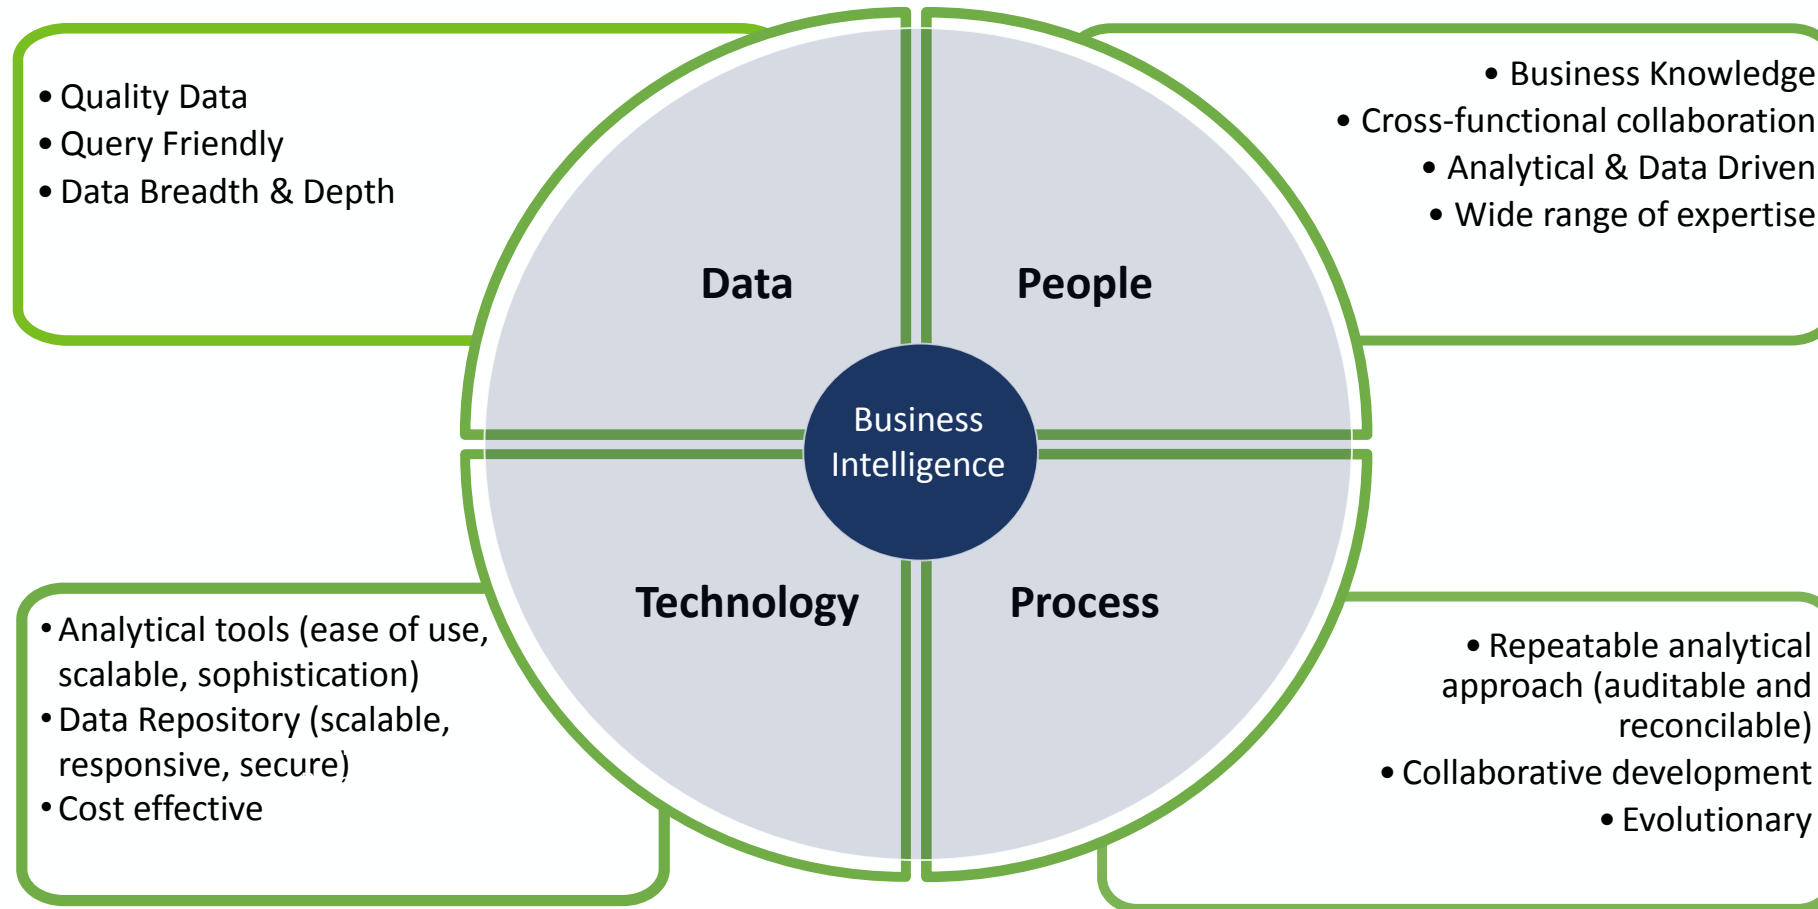 • Quality Data
• Query Friendly
• Data Breadth & Depth
• Business Knowledge
• Cross-functional collaboration
• Analytical & Data Driven
• Wide range of expertise
Data
People
Business
Intelligence
Technology
Process
• Analytical tools (ease of use,
scalable, sophistication)
• Data Repository (scalable,
responsive, secure)
• Cost effective
• Repeatable analytical
approach (auditable and
reconcilable)
• Collaborative development
• Evolutionary